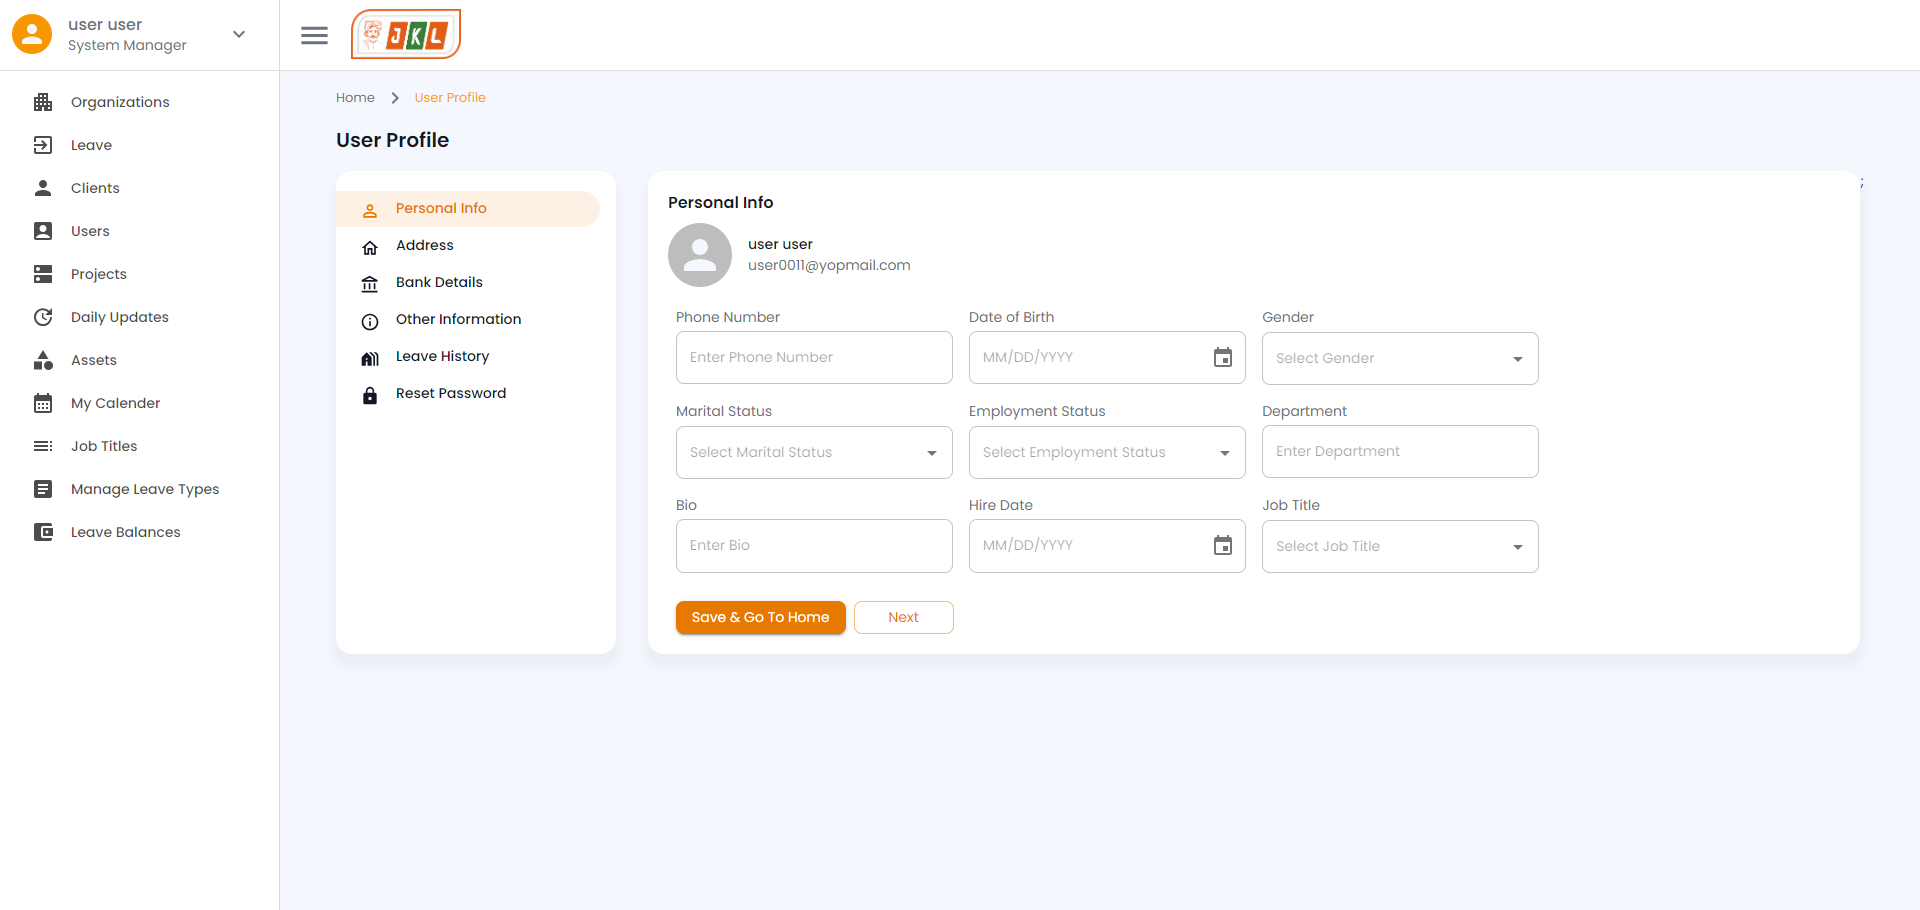 user user
System Manager
JKL
Organizations
Leave
Clients
Users
Projects
Daily Updates
Assets
My Calender
Job Titles
Manage Leave Types
Leave Balances
Home > User Profile
User Profile
Personal Info
Address
Bank Details
Other Information
Leave History
Reset Password
;
Personal Info
user user
user0011@yopmail.com
Phone Number Date of Birth Gender
Enter Phone Number MM/DD/YYYY Select Gender
Marital Status Employment Status Department
Select Marital Status Select Employment Status Enter Department
Bio Hire Date Job Title
Enter Bio MM/DD/YYYY Select Job Title
Save & Go To Home Next